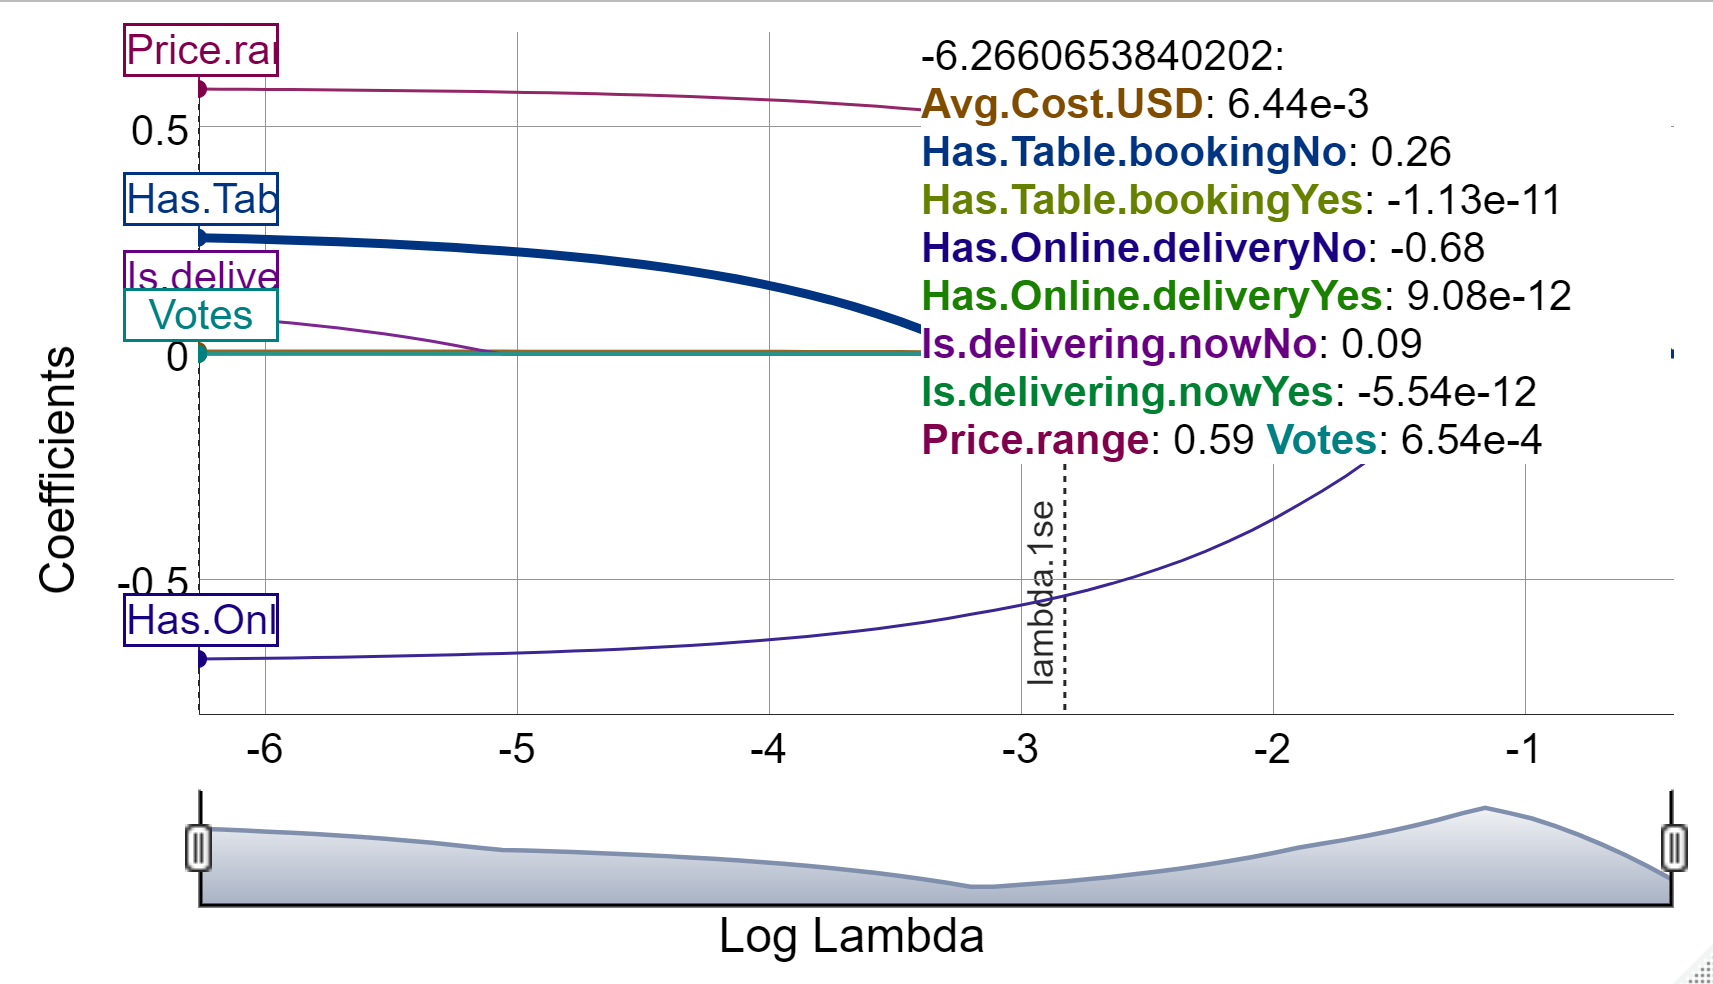 Price.rar
0.5
Has.Tab
Is.delive
Votes
0
-0.5
Has.Onl
Coefficients
-6.2660653840202:
Avg.Cost.USD: 6.44e-3
Has.Table.bookingNo: 0.26
Has.Table.bookingYes: -1.13e-11
Has.Online.deliveryNo: -0.68
Has.Online.deliveryYes: 9.08e-12
Is.delivering.nowNo: 0.09
Is.delivering.nowYes: -5.54e-12
Price.range: 0.59 Votes: 6.54e-4
lambda.1se
-6 -5 -4 -3 -2 -1
Log Lambda